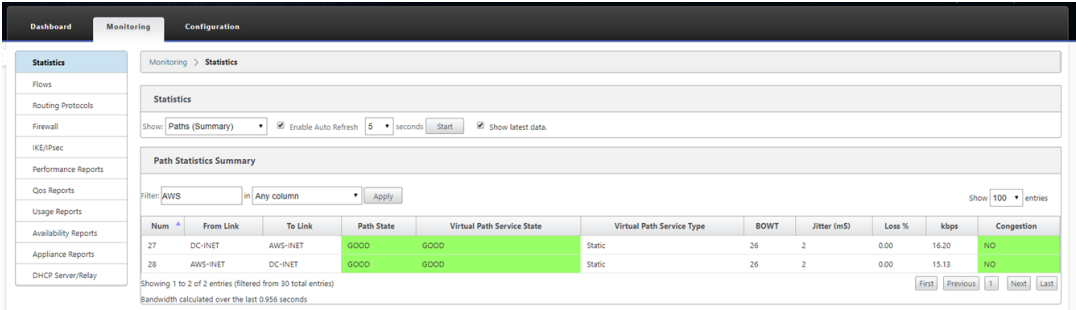 Dashboard Monitoring Configuration
Statistics
Flows
Routing Protocols
Firewall
IKE/IPsec
Performance Reports
Qos Reports
Usage Reports
Availability Reports
Appliance Reports
DHCP Server/Relay
Monitoring > Statistics
Statistics
Show: Paths (Summary) Enable Auto Refresh 5 seconds Start Show latest data.
Path Statistics Summary
Filter: AWS in Any column Apply Show 100 entries
Num From Link To Link Path State Virtual Path Service State Virtual Path Service Type BOWT Jitter (mS) Loss % kbps Congestion
27 DC-INET AWS-INET GOOD GOOD Static 26 2 0.00 16.20 NO
28 AWS-INET DC-INET GOOD GOOD Static 26 2 0.00 15.13 NO
Showing 1 to 2 of 2 entries (filtered from 30 total entries) First Previous 1 Next Last
Bandwidth calculated over the last 0.956 seconds